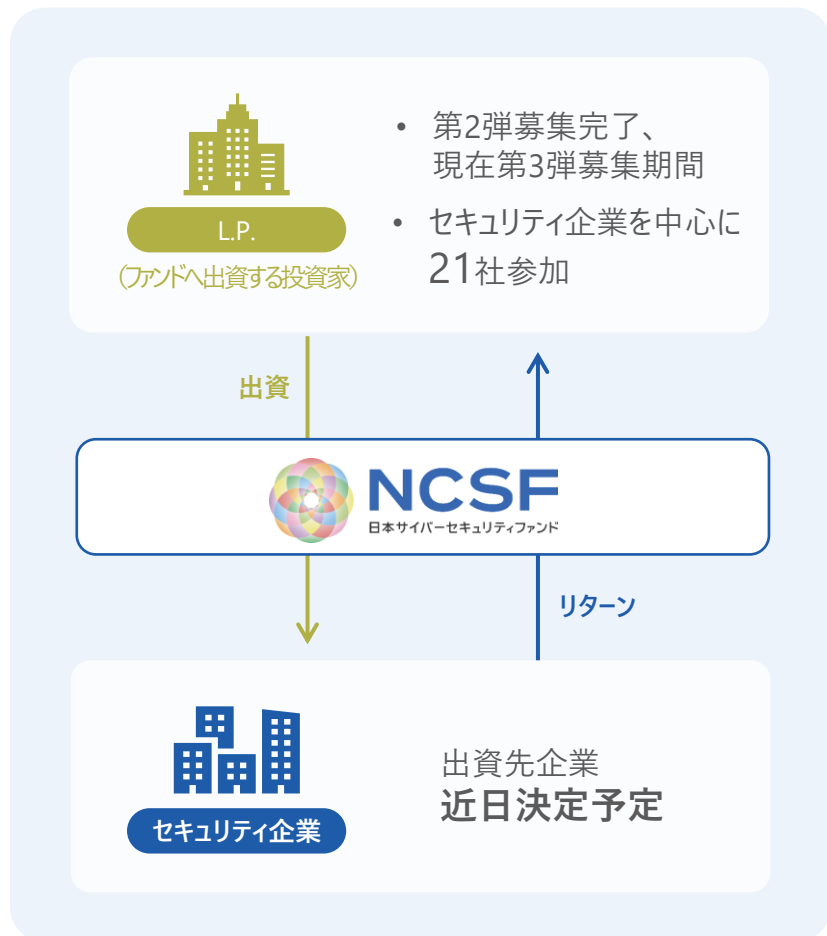 • 第2弾募集完了、
現在第3弾募集期間
• セキュリティ企業を中心に
21社参加
L.P.
(ファンドへ出資する投資家)
出資
NCSF
日本サイバーセキュリティファンド
リターン
セキュリティ企業
出資先企業
近日決定予定